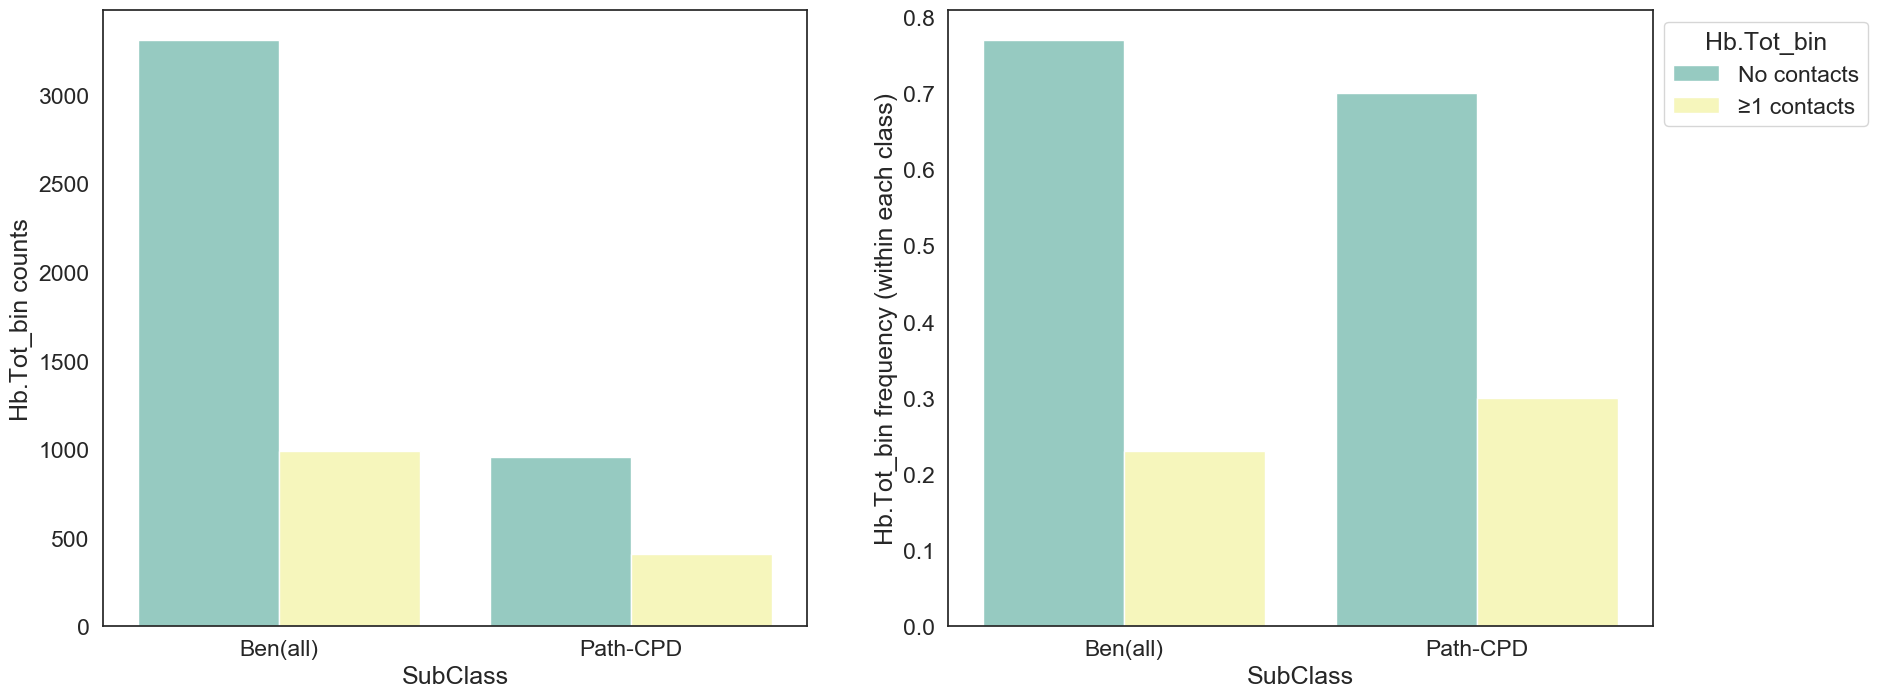 Hb.Tot_bin counts
3000
2500
2000
1500
1000
500
0
Ben(all)
Path-CPD
SubClass
Hb.Tot_bin frequency (within each class)
0.8
0.7
0.6
0.5
0.4
0.3
0.2
0.1
0.0
Ben(all)
Path-CPD
SubClass
Hb.Tot_bin
No contacts
≥1 contacts